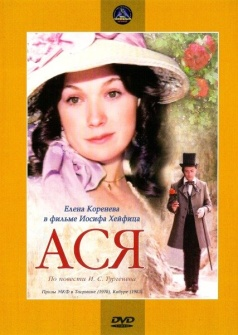 Елена Коренева
в фильме Иосифа Хейфица
АСЯ
По повести И. С. Тургенева
DVD